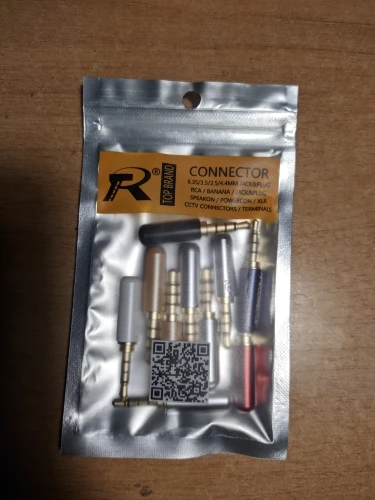 R®
TOP BRAND
CONNECTOR
6.35/3.5/2.5/4.4MM JACK&PLUG
RCA / BANANA / JACK&PLUG
SPEAKON / POWERCON / XLR
CCTV CONNECTORS / TERMINALS